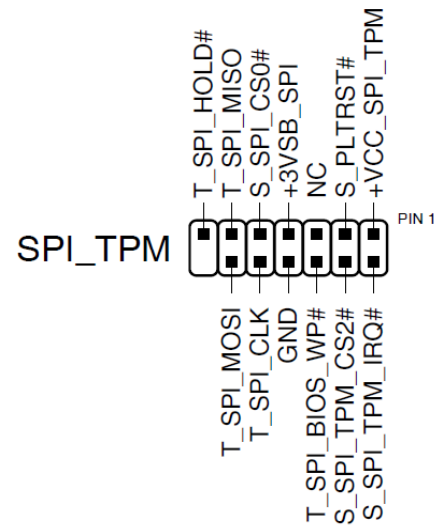 T_SPI_HOLD#
T_SPI_MISO
S_SPI_CS0#
+3VSB_SPI
NC
S_PLTRST#
+VCC_SPI_TPM
PIN 1
SPI_TPM
T_SPI_MOSI
T_SPI_CLK
GND
T_SPI_BIOS_WP#
S_SPI_TPM_CS2#
S_SPI_TPM_IRQ#